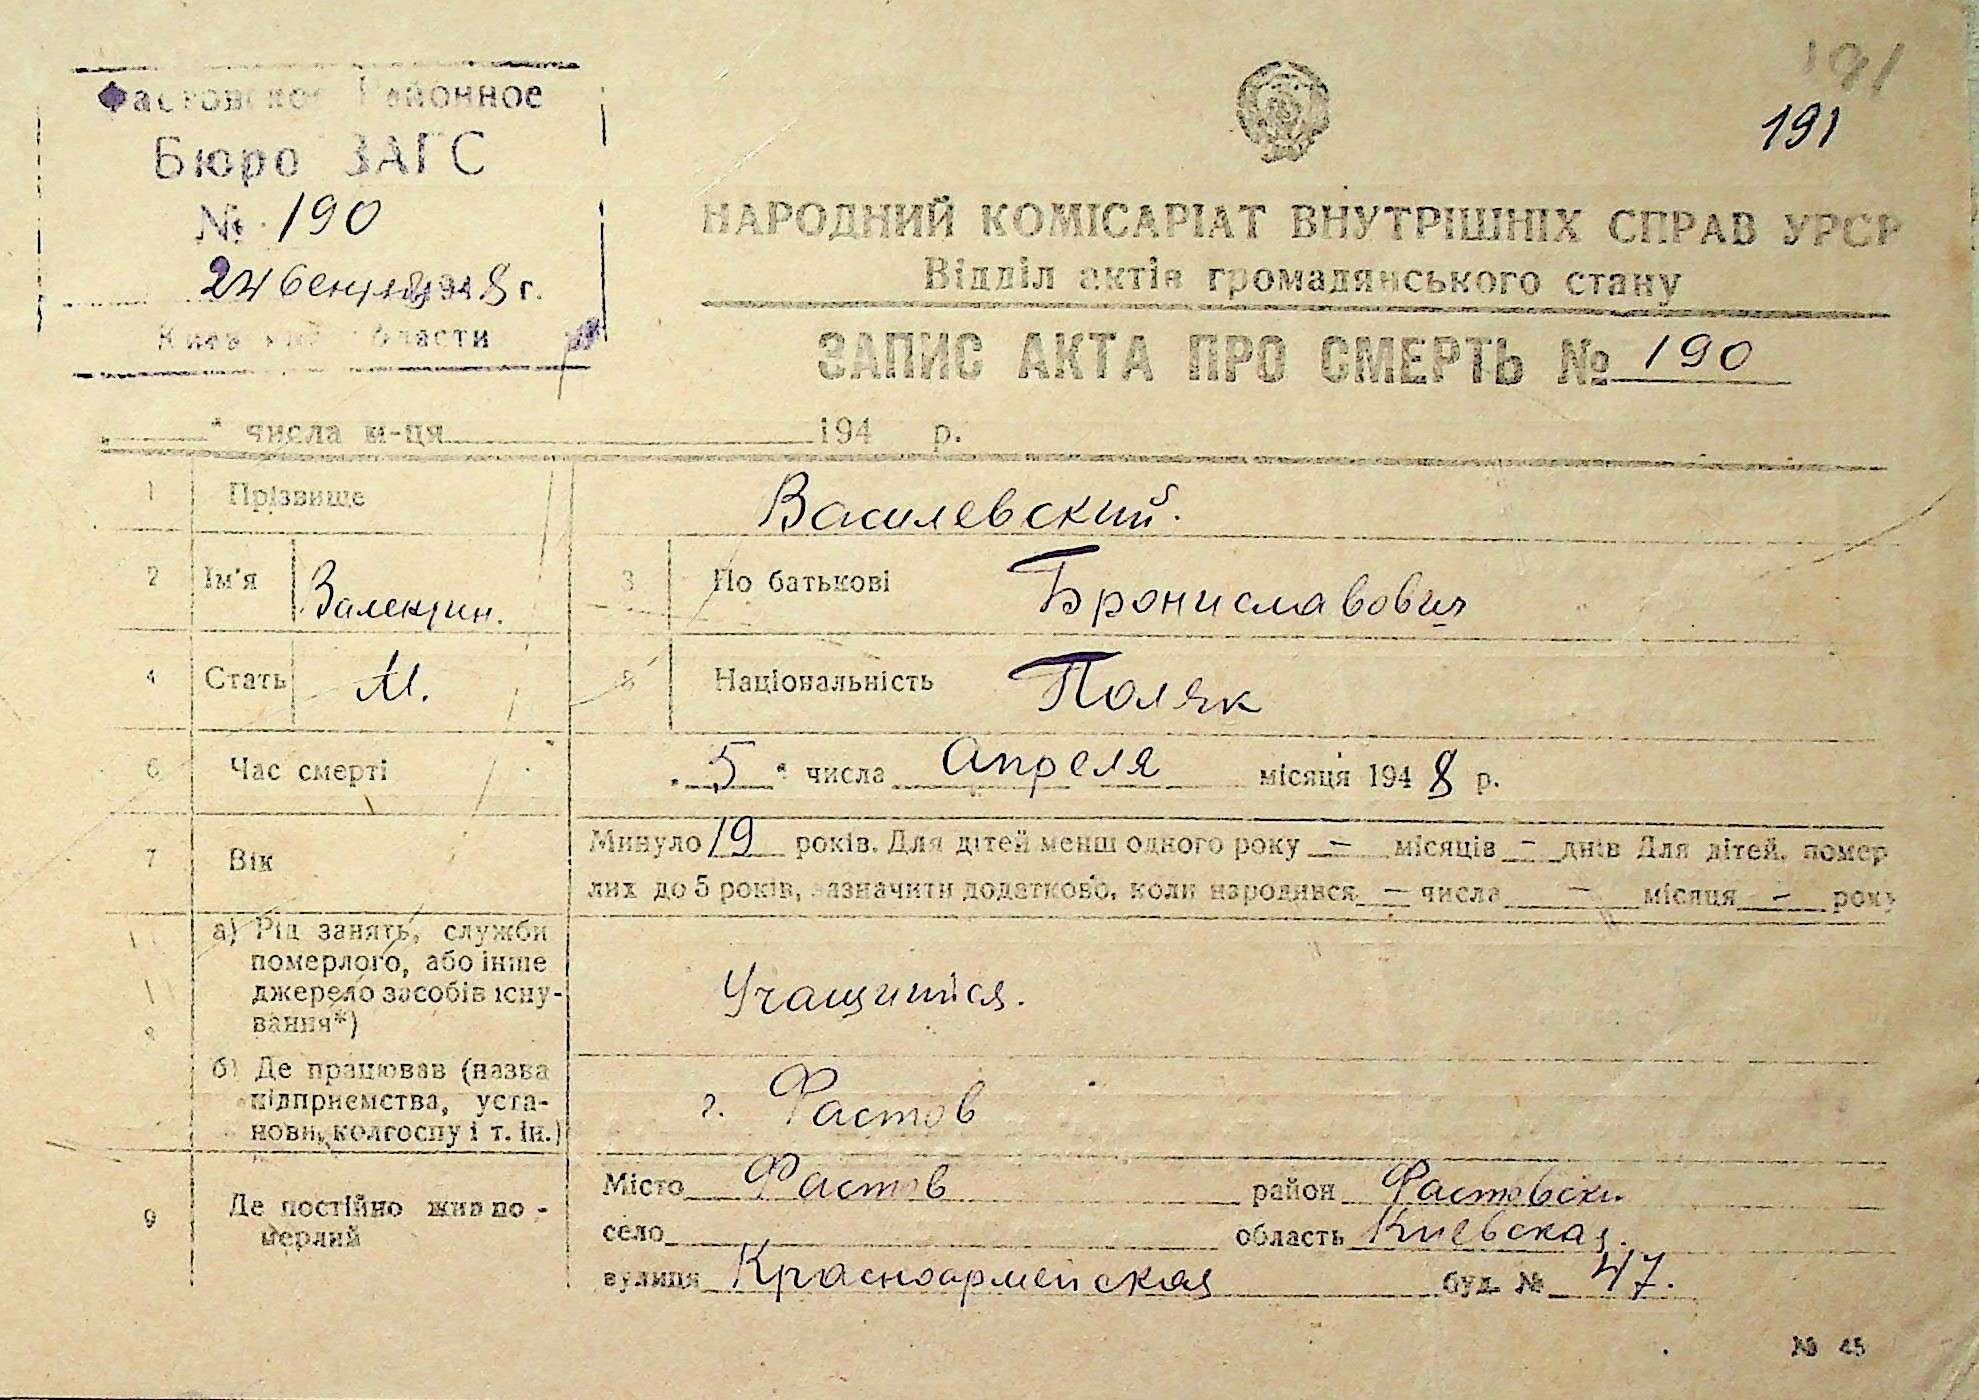 191
191
Фастовское Районное
Бюро ЗАГС
№ 190
24 сентя 1948 г.
Киевской области
НАРОДНИЙ КОМІСАРІАТ ВНУТРІШНІХ СПРАВ УРСР
Відділ актів громадянського стану
ЗАПИС АКТА ПРО СМЕРТЬ № 190
" " числа м-ця 194 р.
1 Прізвище Василевский.
2 Ім'я Валентин. 3 По батькові Брониславович
4 Стать М. 5 Національність Поляк
6 Час смерті "5" числа Апреля місяця 1948 р.
7 Вік Минуло 19 років. Для дітей менш одного року – місяців – днів Для дітей, помер
лих до 5 років, зазначити додатково, коли народився – числа – місяця – року
8 а) Рід занять, служби
померлого, або інше
джерело засобів існу-
вання*)
Учащийся.
б) Де працював (назва
підприємства, уста-
нови, колгоспу і т. ін.)
г. Фастов
9 Де постійно жив по-
мерлий
Місто Фастов район Фастовски
село область Киевская.
вулиця Красноармейская буд. № 47.
№ 45